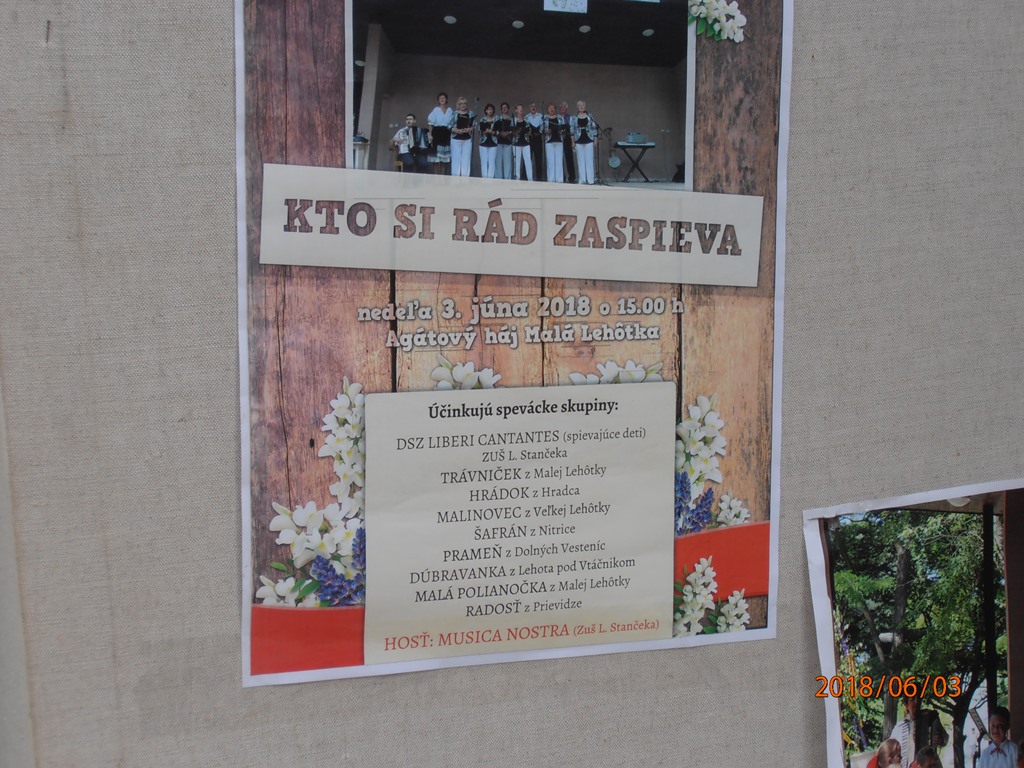 KTO SI RÁD ZASPIEVA
nedeľa 3. júna 2018 o 15.00 h
Agátový háj Malá Lehôtka
Účinkujú spevácke skupiny:
DSZ LIBERI CANTANTES (spievajúce deti)
ZUŠ L. Stančeka
TRÁVNIČEK z Malej Lehôtky
HRÁDOK z Hradca
MALINOVEC z Veľkej Lehôtky
ŠAFRÁN z Nitrice
PRAMEŇ z Dolných Vesteníc
DÚBRAVANKA z Lehota pod Vtáčnikom
MALÁ POLIANOČKA z Malej Lehôtky
RADOSŤ z Prievidze
HOSŤ: MUSICA NOSTRA (Zuš L. Stančeka)
2018/06/03